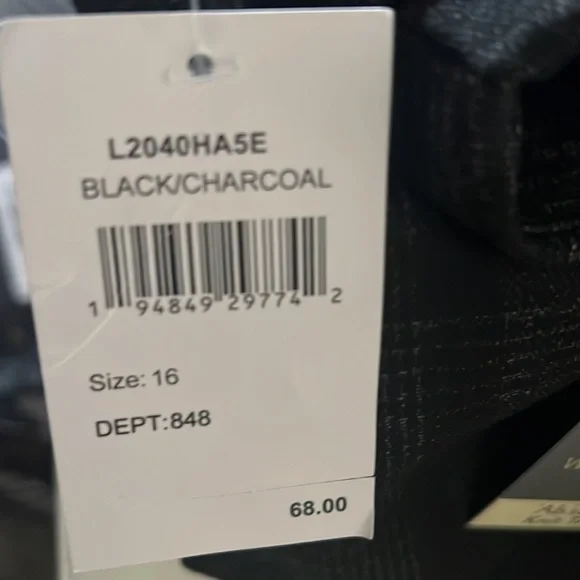 L2040HA5E
BLACK/CHARCOAL
1 94849 29774 2
Size: 16
DEPT:848
68.00